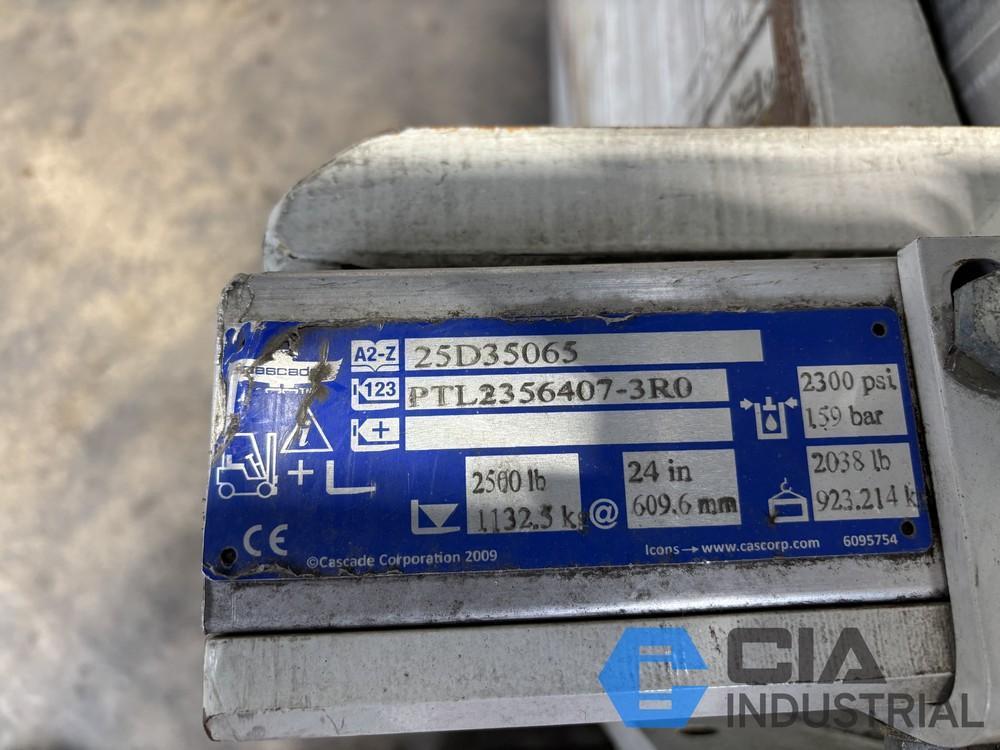 cascade
A2-Z 25D35065
123 PTL2356407-3R0
K+
i
2300 psi
159 bar
2500 lb
1132.5 kg
@
24 in
609.6 mm
2038 lb
923.214 k
CE
©Cascade Corporation 2009
Icons → www.cascorp.com 6095754
CIA
INDUSTRIAL